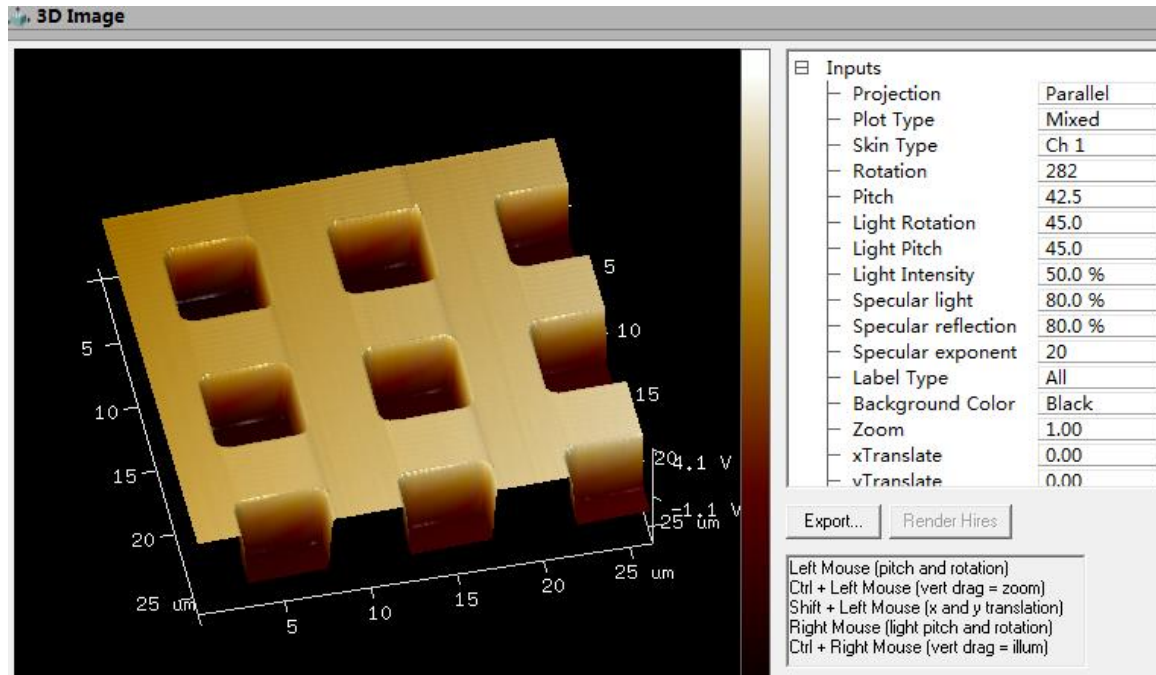 3D Image
5
10
15
20
25 um
5
10
15
20
25 um
5
10
15
20
25 um
4.1 V
-1.1 V
Inputs
Projection Parallel
Plot Type Mixed
Skin Type Ch 1
Rotation 282
Pitch 42.5
Light Rotation 45.0
Light Pitch 45.0
Light Intensity 50.0 %
Specular light 80.0 %
Specular reflection 80.0 %
Specular exponent 20
Label Type All
Background Color Black
Zoom 1.00
xTranslate 0.00
yTranslate 0.00
Export... Render Hires
Left Mouse (pitch and rotation)
Ctrl + Left Mouse (vert drag = zoom)
Shift + Left Mouse (x and y translation)
Right Mouse (light pitch and rotation)
Ctrl + Right Mouse (vert drag = illum)